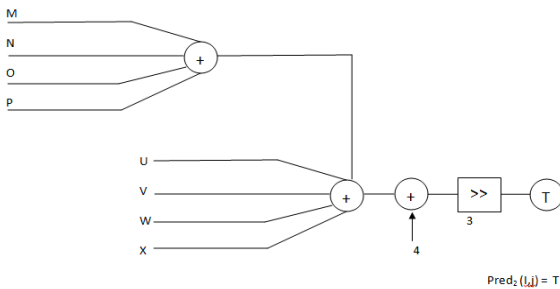 M
N
+
O
P
U
V
+
+
>>
T
W
3
X
4
Pred₂ (I,j) = T